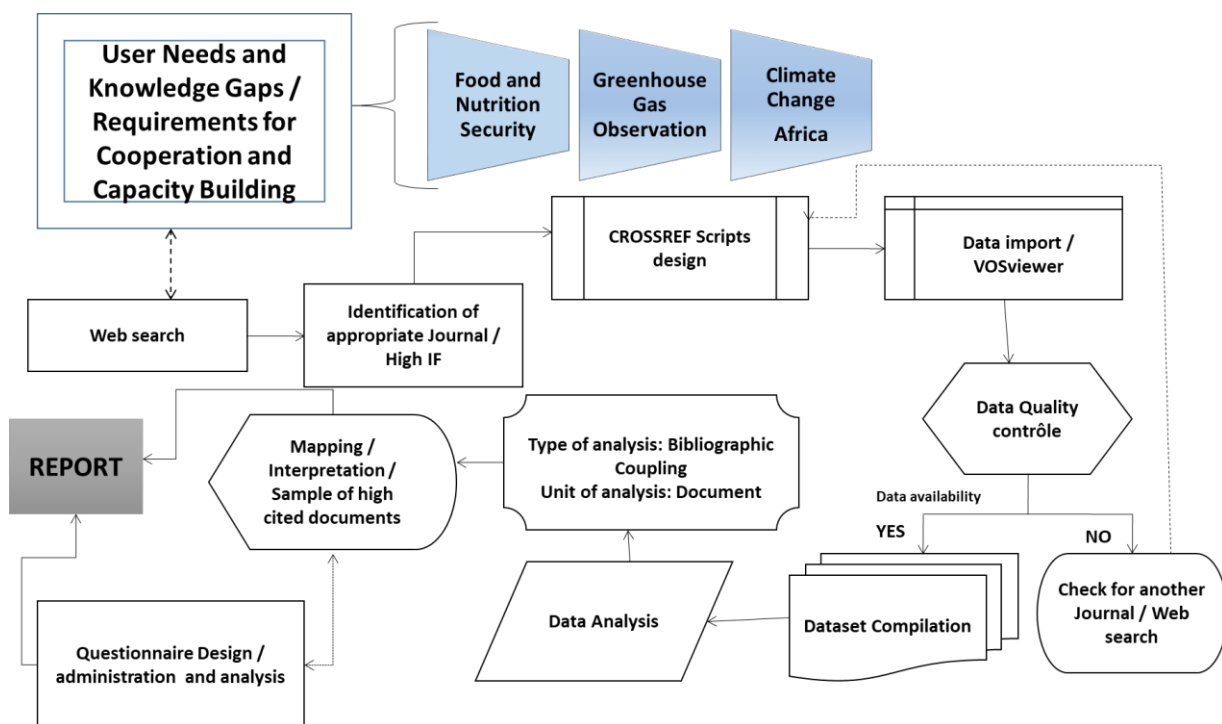 User Needs and
Knowledge Gaps /
Requirements for
Cooperation and
Capacity Building
Food and
Nutrition
Security
Greenhouse
Gas
Observation
Climate
Change
Africa
CROSSREF Scripts
design
Data import /
VOSviewer
Web search
Identification of
appropriate Journal /
High IF
Data Quality
contrôle
REPORT
Mapping /
Interpretation /
Sample of high
cited documents
Type of analysis: Bibliographic
Coupling
Unit of analysis: Document
Data availability
YES
NO
Questionnaire Design /
administration and analysis
Data Analysis
Dataset Compilation
Check for another
Journal / Web
search